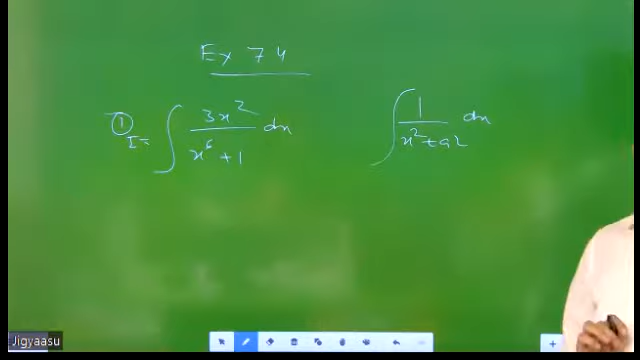 Ex 7.4
① I = ∫ 3x²/(x⁶+1) dx
∫ 1/(x²+a²) dx
Jigyaasu